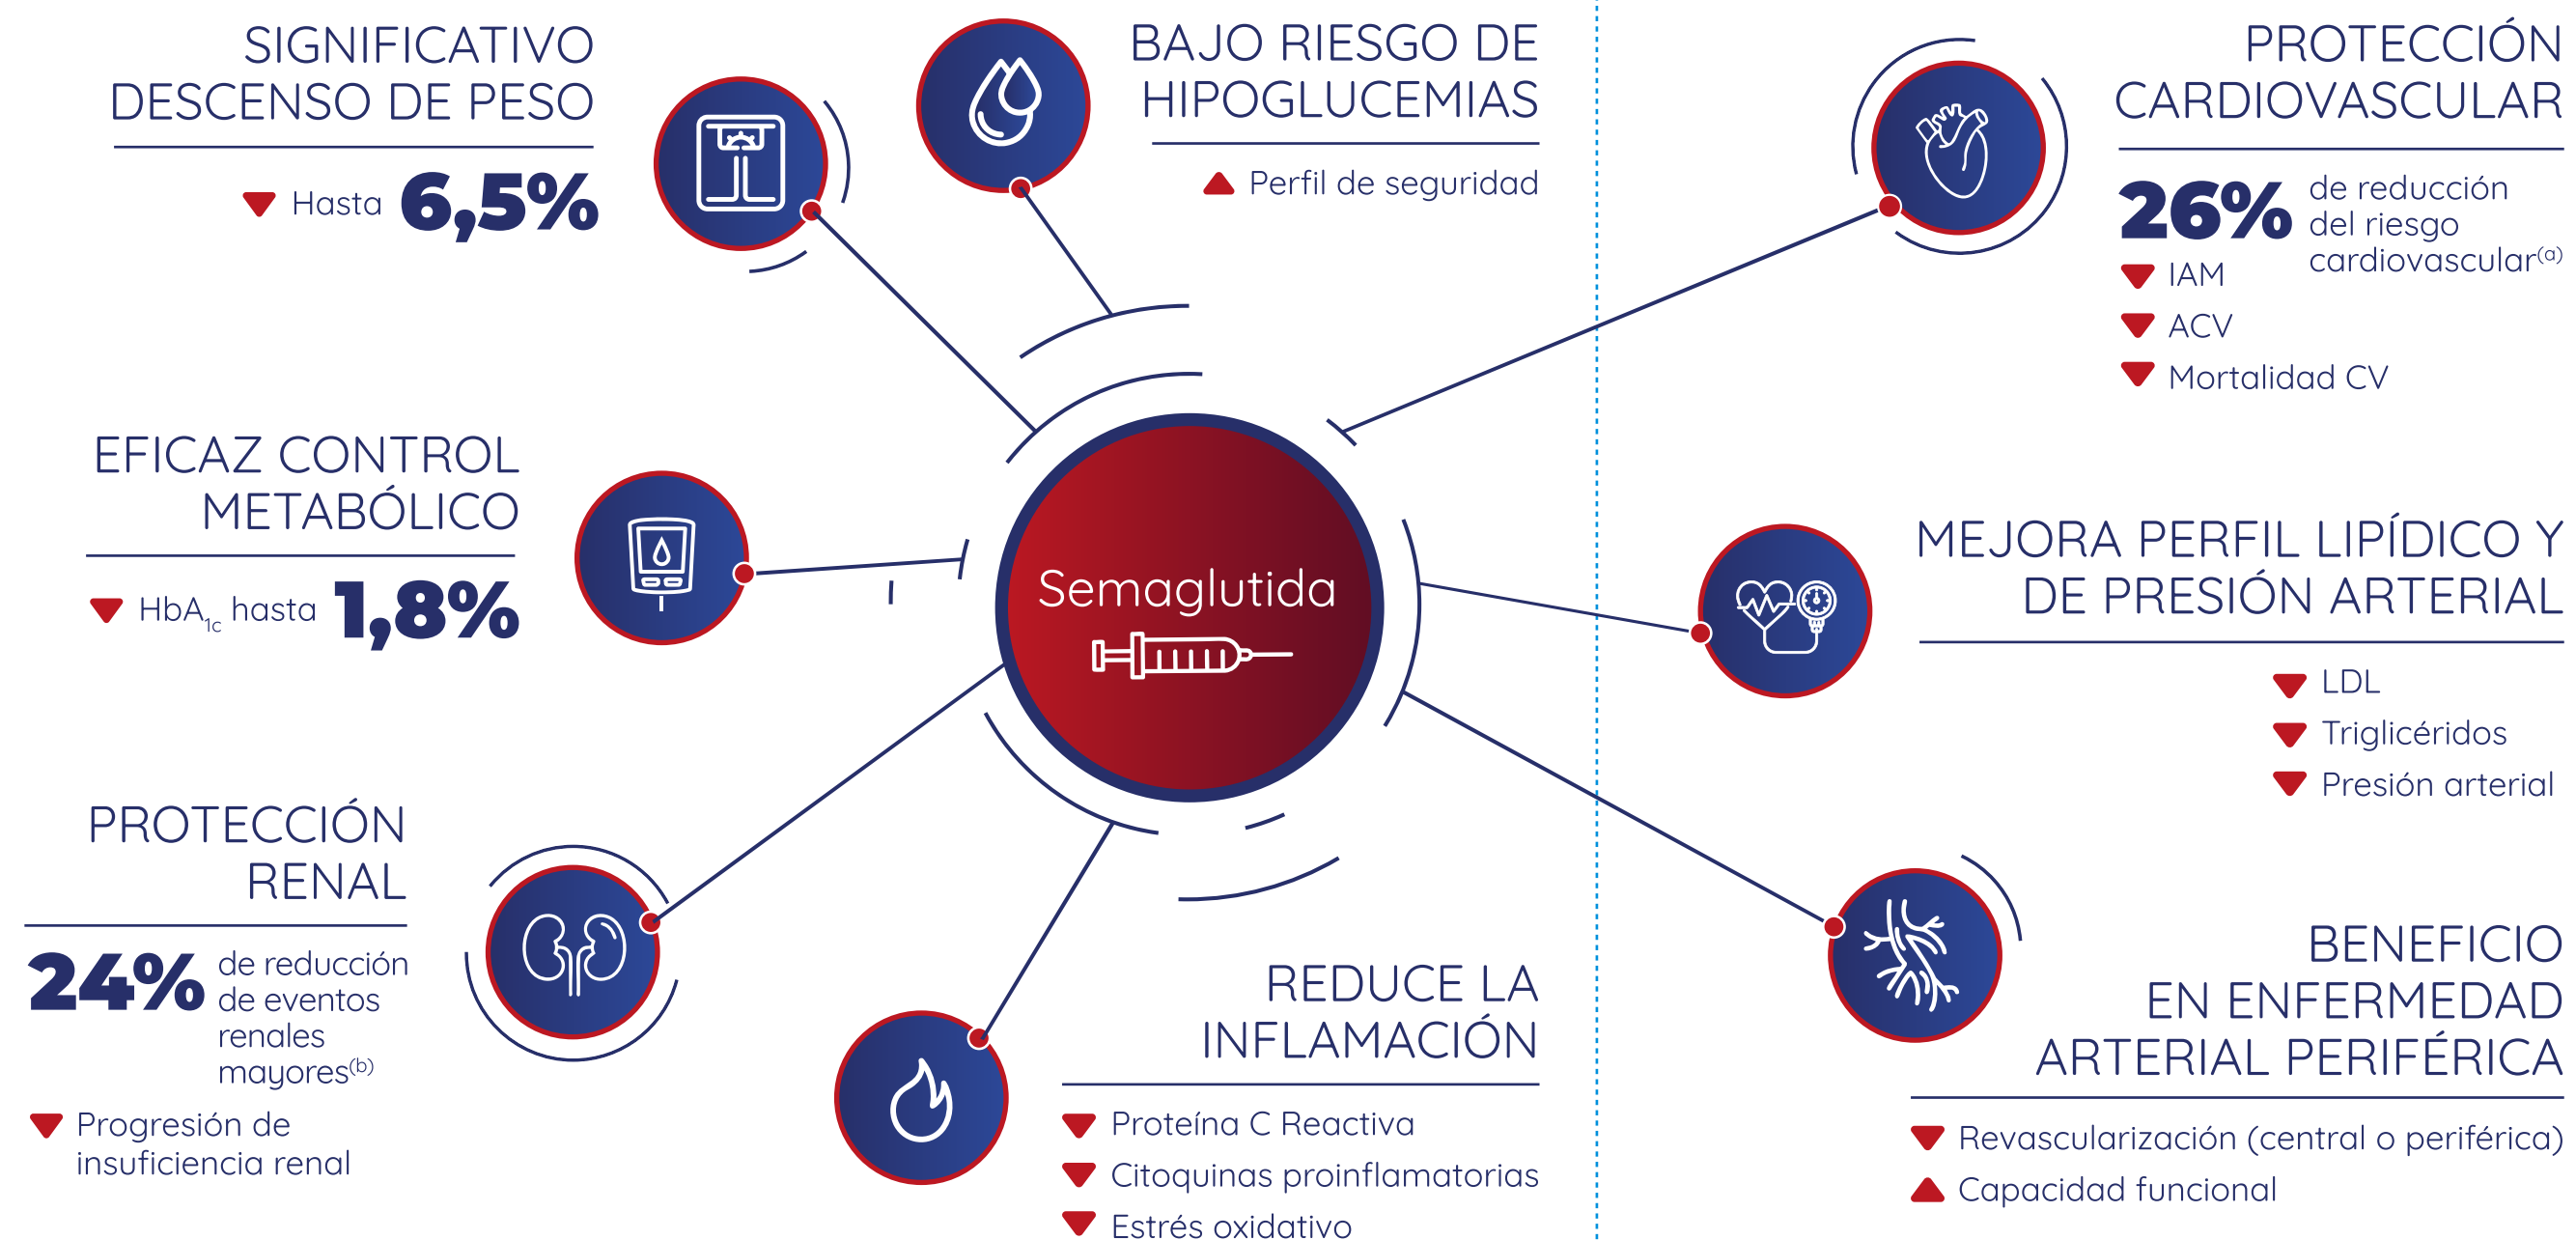 SIGNIFICATIVO
DESCENSO DE PESO
Hasta 6,5%
BAJO RIESGO DE
HIPOGLUCEMIAS
Perfil de seguridad
PROTECCIÓN
CARDIOVASCULAR
26% de reducción
del riesgo
cardiovascular(a)
IAM
ACV
Mortalidad CV
EFICAZ CONTROL
METABÓLICO
HbA1c hasta 1,8%
Semaglutida
MEJORA PERFIL LIPÍDICO Y
DE PRESIÓN ARTERIAL
LDL
Triglicéridos
Presión arterial
PROTECCIÓN
RENAL
24% de reducción
de eventos
renales
mayores(b)
Progresión de
insuficiencia renal
REDUCE LA
INFLAMACIÓN
Proteína C Reactiva
Citoquinas proinflamatorias
Estrés oxidativo
BENEFICIO
EN ENFERMEDAD
ARTERIAL PERIFÉRICA
Revascularización (central o periférica)
Capacidad funcional